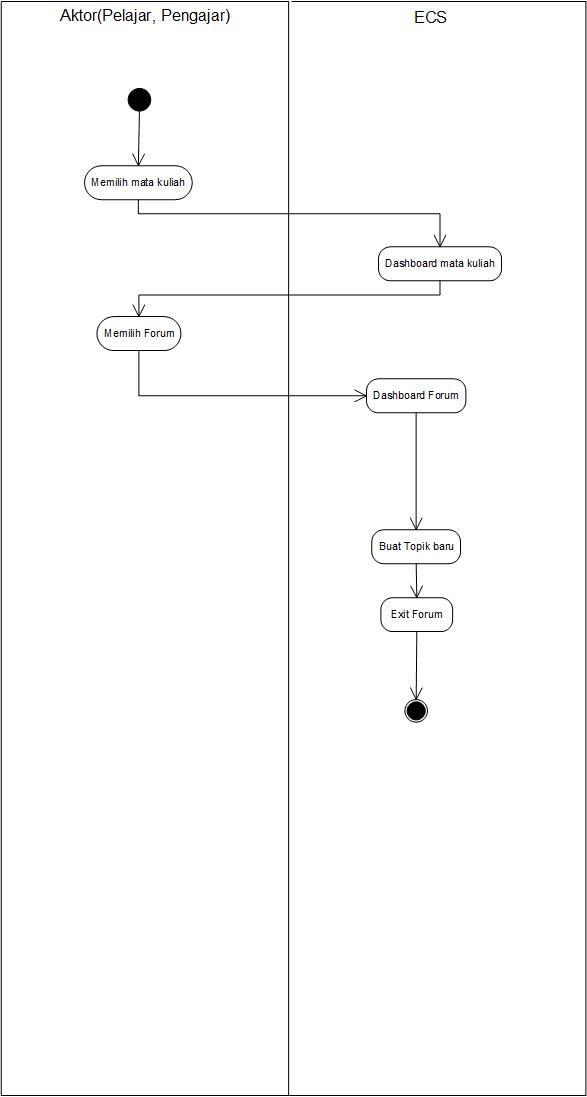 Aktor(Pelajar, Pengajar)
ECS
Memilih mata kuliah
Dashboard mata kuliah
Memilih Forum
Dashboard Forum
Buat Topik baru
Exit Forum